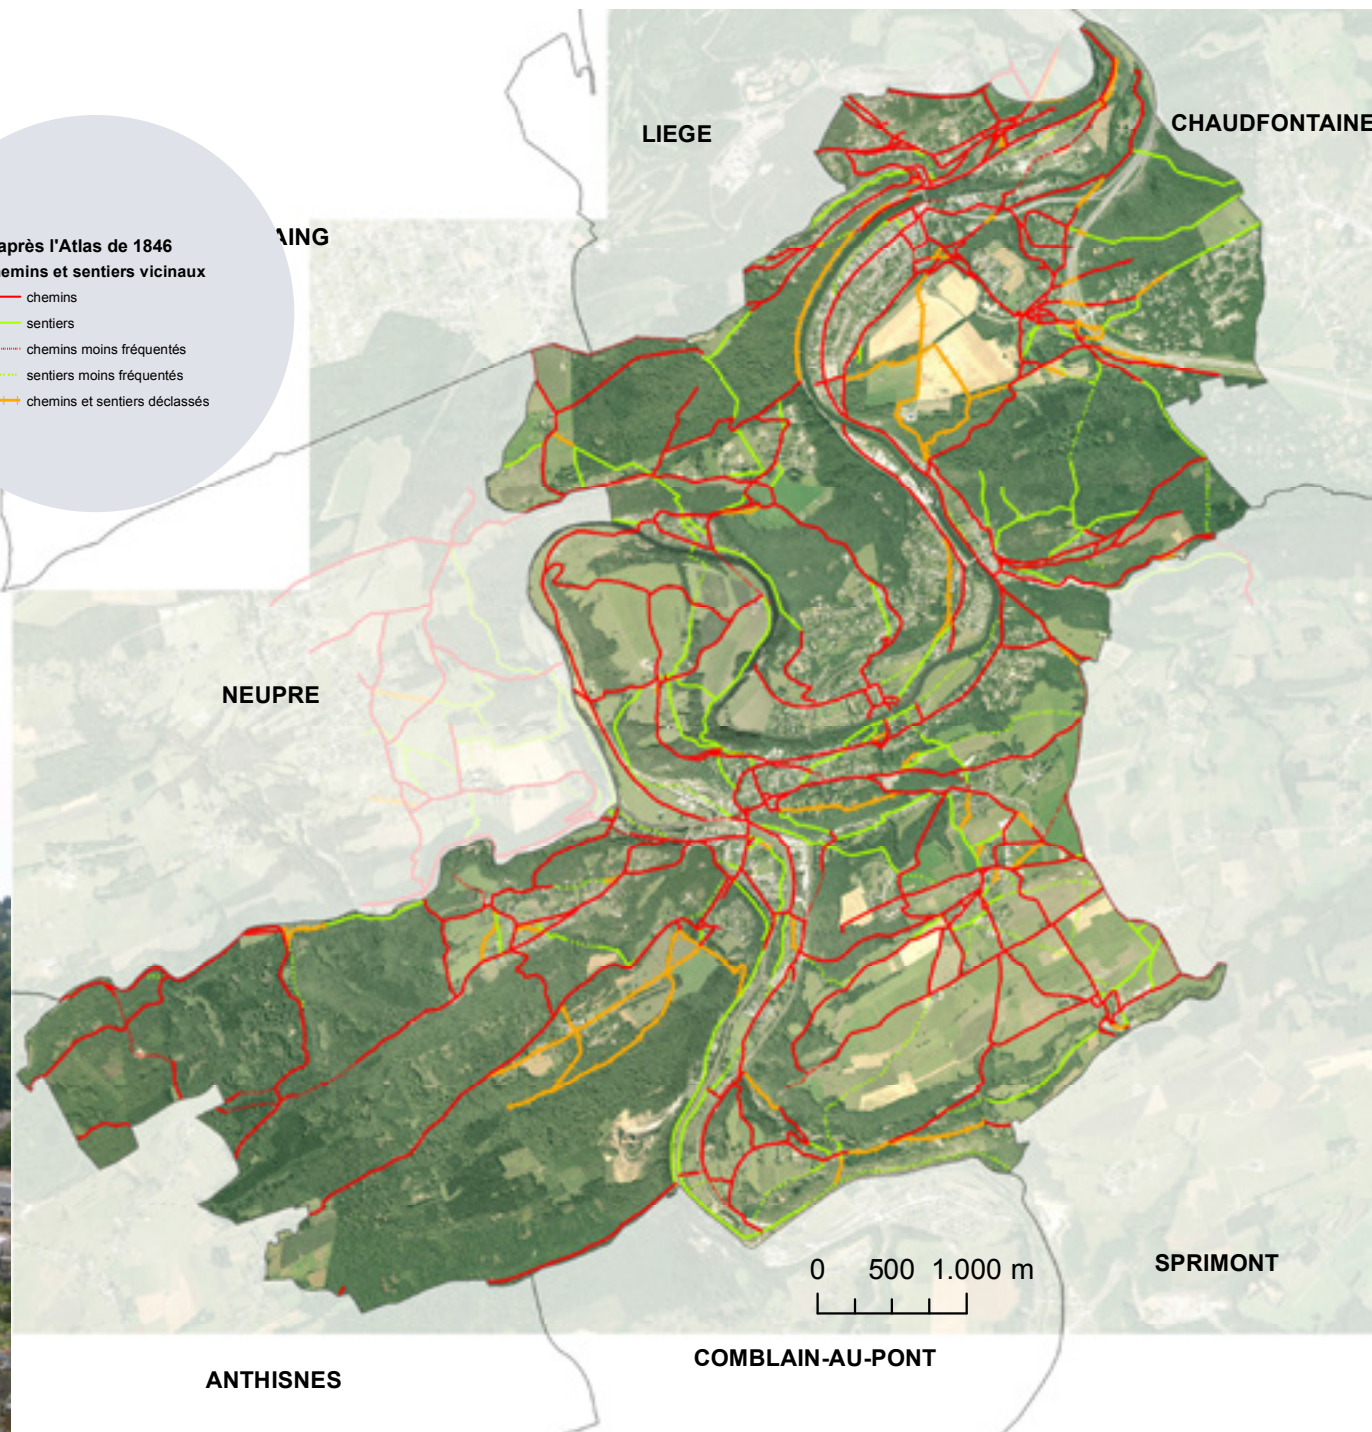 LIEGE
CHAUDFONTAINE
AING
après l'Atlas de 1846
emins et sentiers vicinaux
chemins
sentiers
chemins moins fréquentés
sentiers moins fréquentés
chemins et sentiers déclassés
NEUPRE
0 500 1.000 m
SPRIMONT
COMBLAIN-AU-PONT
ANTHISNES